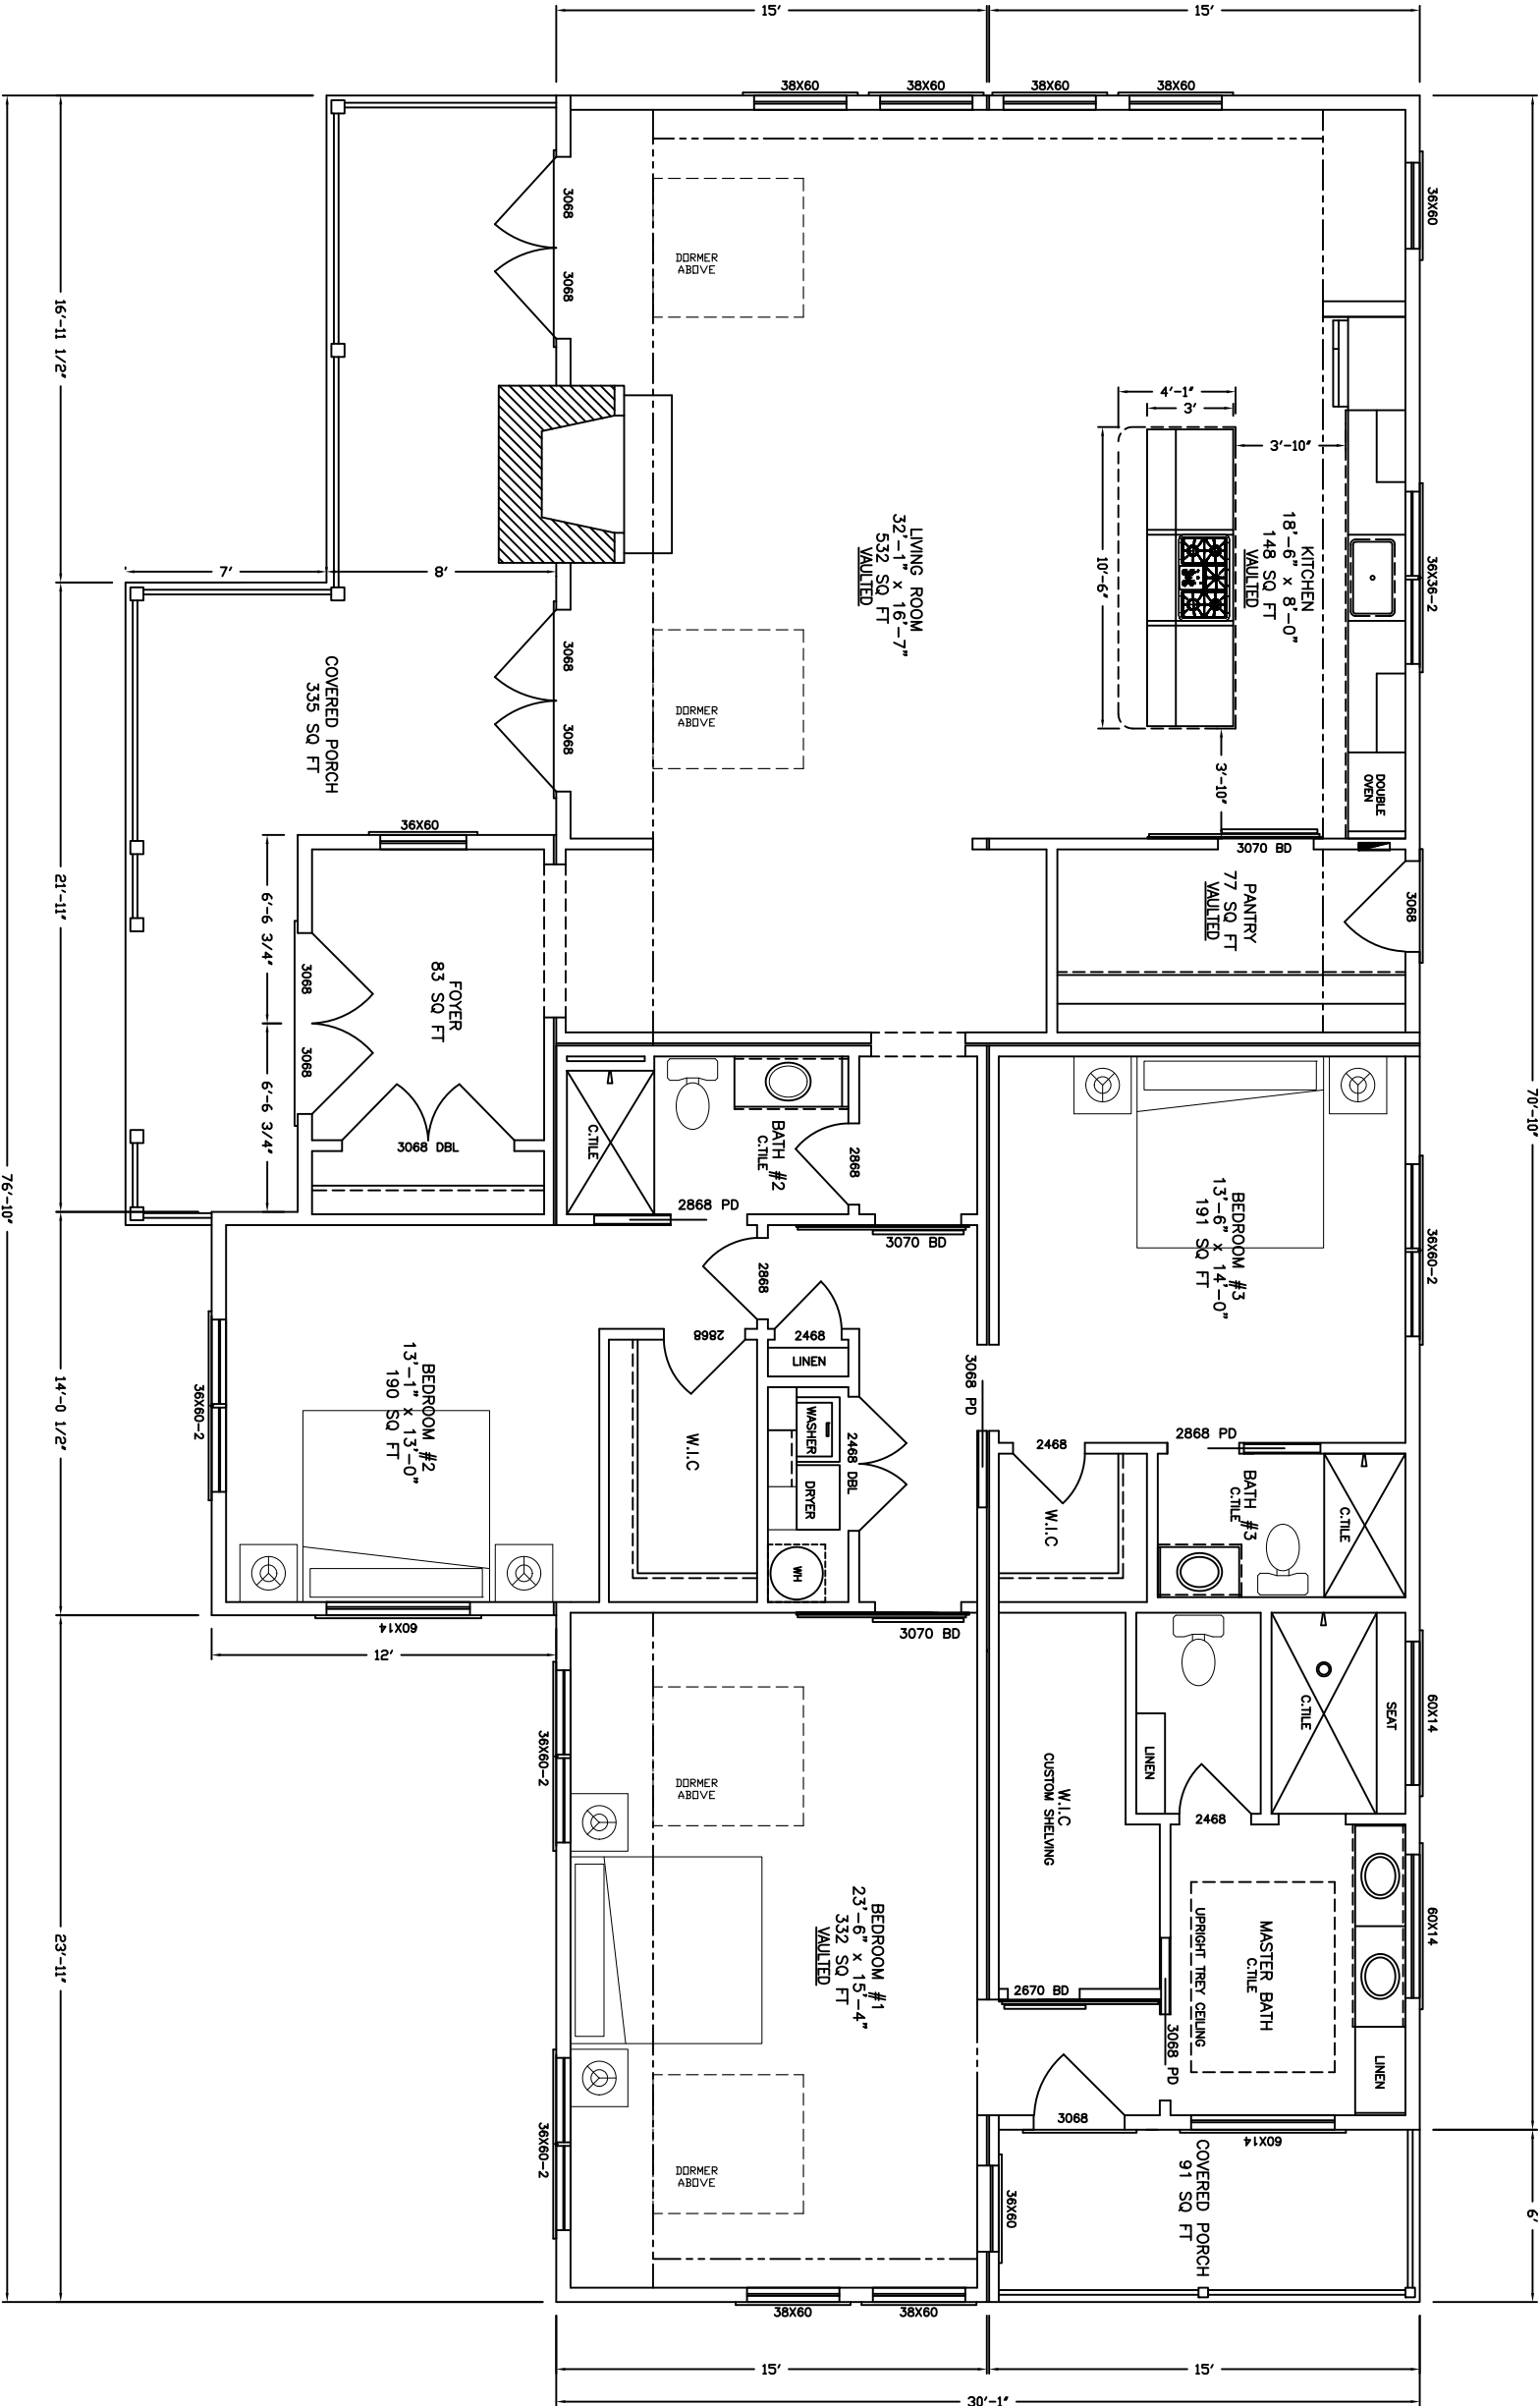 70'-10"
6'
36X60
36X36-2
36X60-2
60X14
60X14
15'
15'
38X60
38X60
38X60
38X60
DOUBLE
OVEN
3068
C.TILE
SEAT
C.TILE
LINEN
3'-10"
4'-1"
3'
10'-6"
3'-10"
KITCHEN
18'-6" x 8'-0"
148 SQ FT
VAULTED
3070 BD
PANTRY
77 SQ FT
VAULTED
BEDROOM #3
13'-6" x 14'-0"
191 SQ FT
2868 PD
BATH #3
C.TILE
2468
W.I.C
3068 PD
LINEN
2468
MASTER BATH
C.TILE
UPRIGHT TREY CEILING
3068 PD
W.I.C
CUSTOM SHELVING
2670 BD
3068
60X14
COVERED PORCH
91 SQ FT
36X60
LIVING ROOM
32'-1" x 16'-7"
532 SQ FT
VAULTED
DORMER
ABOVE
DORMER
ABOVE
3068
3068
3068
3068
2868
BATH #2
C.TILE
C.TILE
2868 PD
3070 BD
2868
2468
LINEN
2868
WASHER
DRYER
2468 DBL
WH
W.I.C
3070 BD
BEDROOM #1
23'-6" x 15'-4"
332 SQ FT
VAULTED
DORMER
ABOVE
DORMER
ABOVE
36X60-2
36X60-2
38X60
38X60
15'
15'
30'-1"
8'
7'
COVERED PORCH
335 SQ FT
36X60
FOYER
83 SQ FT
3068
3068
3068 DBL
6'-6 3/4"
6'-6 3/4"
BEDROOM #2
13'-1" x 13'-0"
190 SQ FT
36X60-2
60X14
12'
16'-11 1/2"
21'-11"
14'-0 1/2"
23'-11"
76'-10"